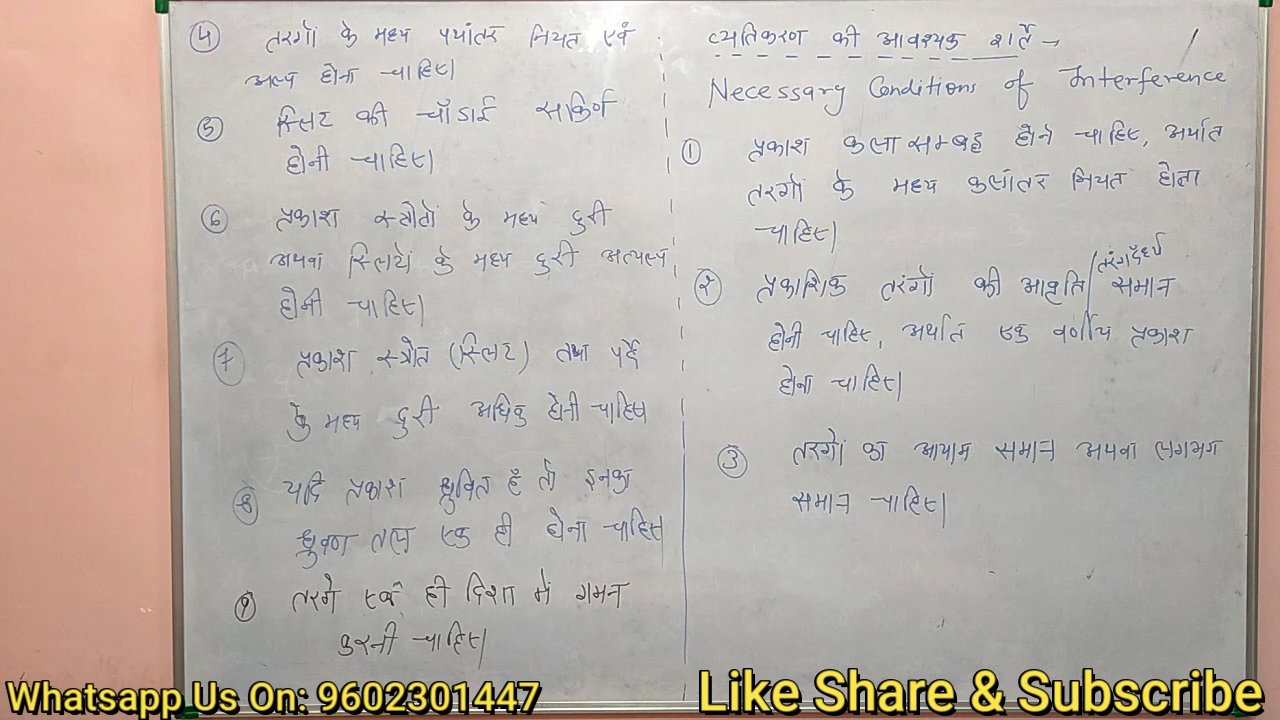 व्यतिकरण की आवश्यक शर्ते →
Necessary Conditions of Interference
① प्रकाश कला सम्बद्ध होने चाहिए, अर्थात
तरंगो के मध्य कलांतर नियत होना
चाहिए।
२ प्रकाशिक तरंगों की आवृति/तरंगदैर्ध्य समान
होनी चाहिए, अर्थात एक वर्णीय प्रकाश
होना चाहिए।
③ तरंगो का आयाम समान अथवा लगभग
समान चाहिए।
④ तरंगों के मध्य पथांतर नियत एवं
अल्प होना चाहिए।
⑤ स्लिट की चौडाई संकिर्ण
होनी चाहिए।
⑥ प्रकाश स्त्रोतों के मध्य दुरी
अथवा स्लिटों के मध्य दुरी अत्यल्प
होनी चाहिए।
⑦ प्रकाश स्त्रोत (स्लिट) तथा पर्दे
के मध्य दुरी अधिक होनी चाहिए
⑧ यदि प्रकाश ध्रुवित है तो इनका
ध्रुवण तल एक ही होना चाहिए
⑨ तरंगे एक ही दिशा में गमन
करनी चाहिए।
Whatsapp Us On: 9602301447
Like Share & Subscribe